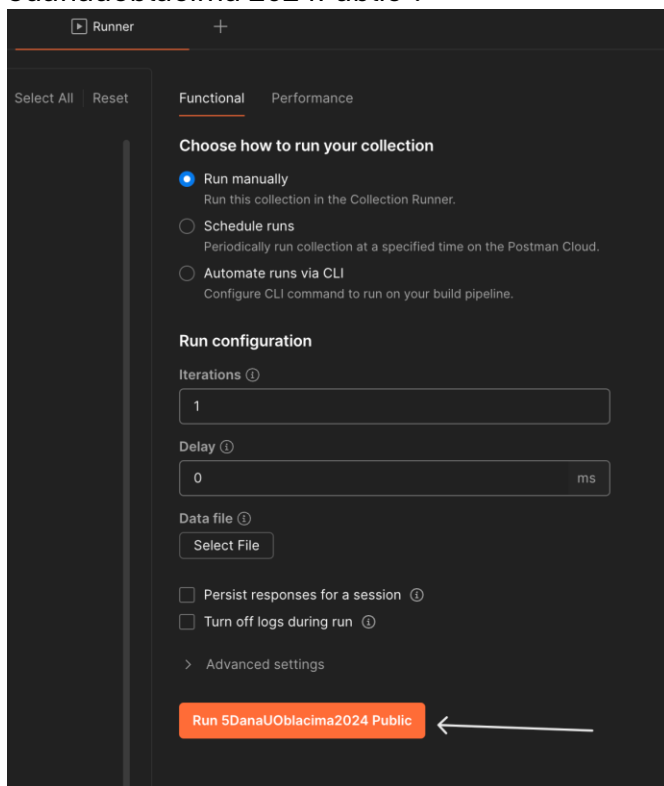 Runner
Select All Reset
Functional Performance
Choose how to run your collection
Run manually
Run this collection in the Collection Runner.
Schedule runs
Periodically run collection at a specified time on the Postman Cloud.
Automate runs via CLI
Configure CLI command to run on your build pipeline.
Run configuration
Iterations
1
Delay
0 ms
Data file
Select File
Persist responses for a session
Turn off logs during run
Advanced settings
Run 5DanaUOblacima2024 Public